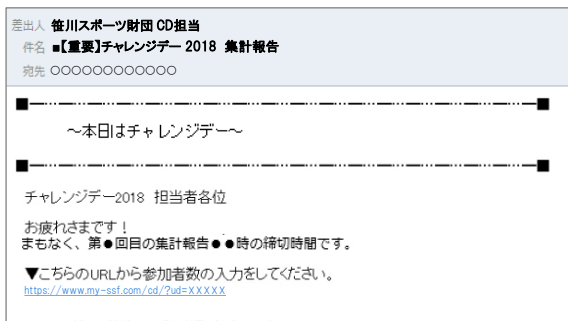 差出人 笹川スポーツ財団 CD担当
件名 ■【重要】チャレンジデー 2018 集計報告
宛先 ○○○○○○○○○○○○
■―…―…―…―…―…―…―…―…―…―…―…―…―■
～本日はチャレンジデー～
■―…―…―…―…―…―…―…―…―…―…―…―…―■
チャレンジデー2018 担当者各位
お疲れさまです！
まもなく、第●回目の集計報告●●時の締切時間です。
▼こちらのURLから参加者数の入力をしてください。
https://www.my-ssf.com/cd/?ud=XXXXX